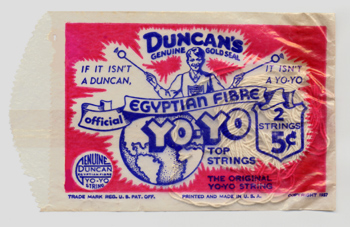 DUNCAN'S
GENUINE GOLD SEAL
IF IT ISN'T
A DUNCAN,
IT ISN'T
A YO-YO
EGYPTIAN FIBRE
official
YO-YO
TOP
STRINGS
2
STRINGS
5¢
GENUINE
DUNCAN
EGYPTIAN FIBRE
YO-YO
STRING
THE ORIGINAL
YO-YO STRING
TRADE MARK REG. U. S. PAT. OFF.
PRINTED AND MADE IN U. S. A.
COPYRIGHT